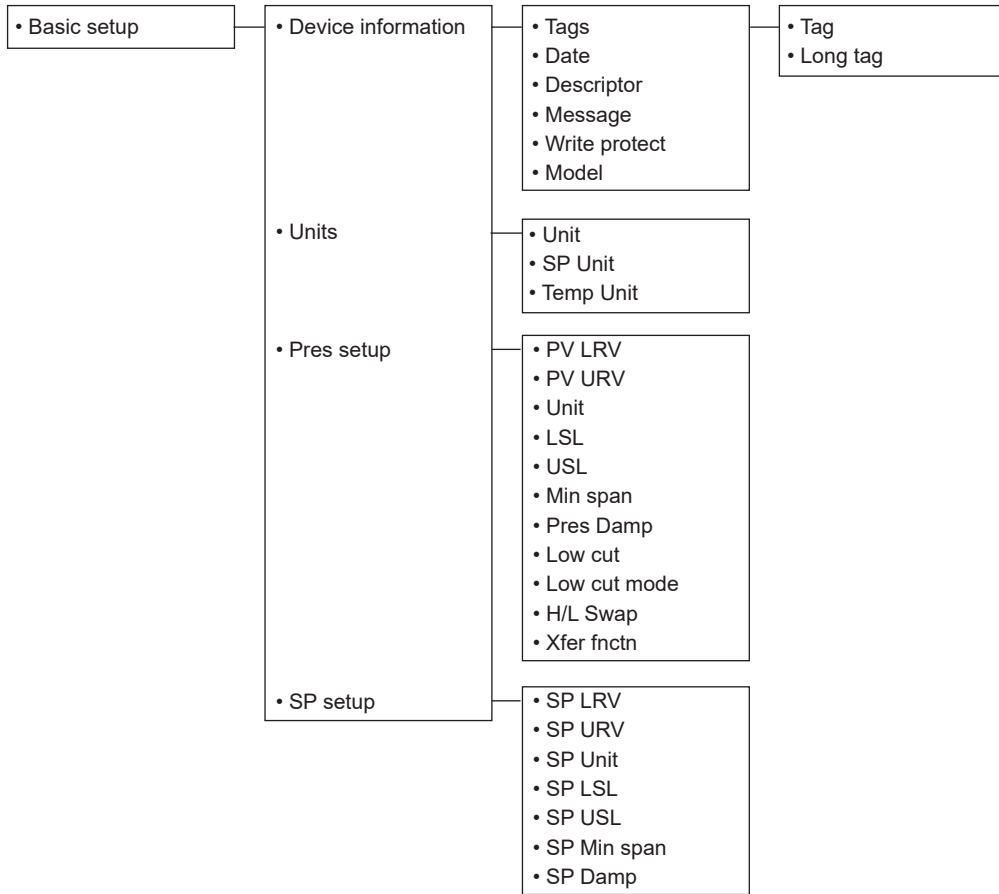 • Basic setup
• Device information
• Tags
• Date
• Descriptor
• Message
• Write protect
• Model
• Tag
• Long tag
• Units
• Unit
• SP Unit
• Temp Unit
• Pres setup
• PV LRV
• PV URV
• Unit
• LSL
• USL
• Min span
• Pres Damp
• Low cut
• Low cut mode
• H/L Swap
• Xfer fnctn
• SP setup
• SP LRV
• SP URV
• SP Unit
• SP LSL
• SP USL
• SP Min span
• SP Damp